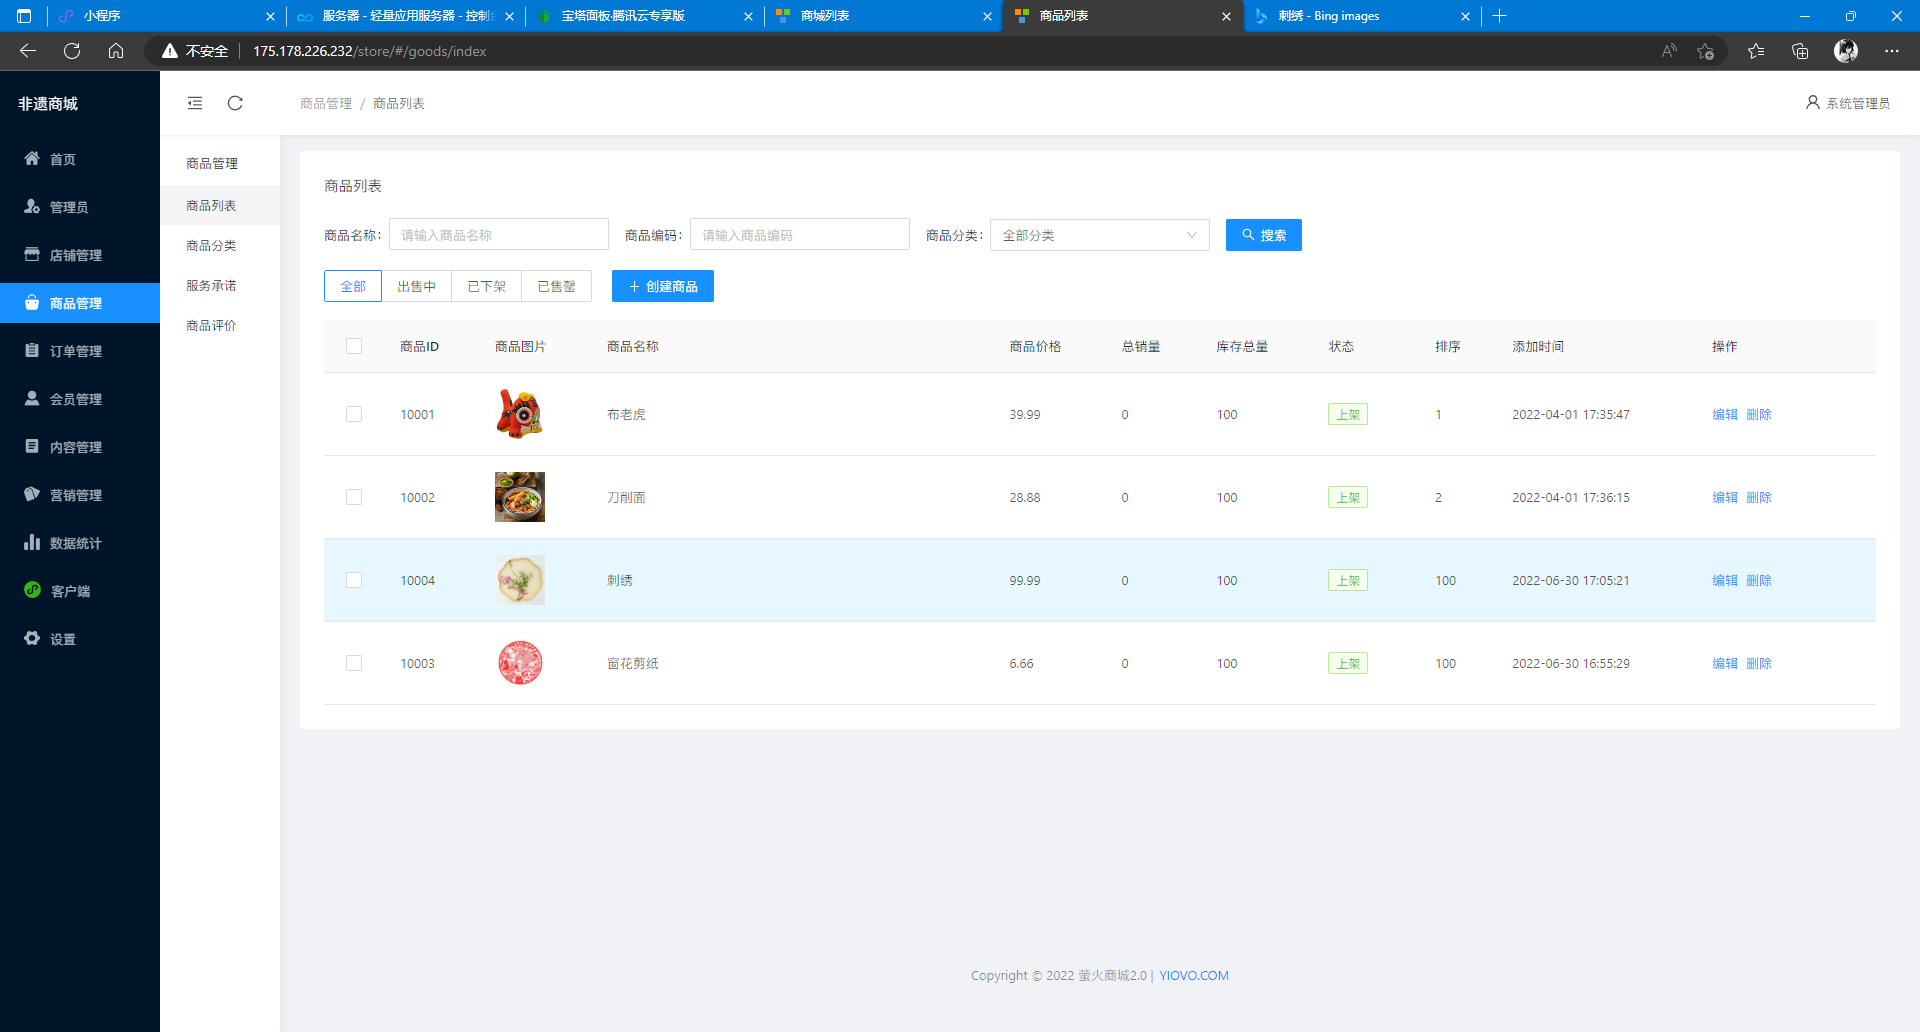 小程序
服务器 - 轻量应用服务器 - 控制台
宝塔面板·腾讯云专享版
商城列表
商品列表
刺绣 - Bing images
不安全
175.178.226.232/store/#/goods/index
非遗商城
首页
管理员
店铺管理
商品管理
订单管理
会员管理
内容管理
营销管理
数据统计
客户端
设置
商品管理 / 商品列表
系统管理员
商品管理
商品列表
商品分类
服务承诺
商品评价
商品列表
商品名称: 请输入商品名称 商品编码: 请输入商品编码 商品分类: 全部分类 搜索
全部 出售中 已下架 已售罄 + 创建商品
商品ID 商品图片 商品名称 商品价格 总销量 库存总量 状态 排序 添加时间 操作
10001 布老虎 39.99 0 100 上架 1 2022-04-01 17:35:47 编辑 删除
10002 刀削面 28.88 0 100 上架 2 2022-04-01 17:36:15 编辑 删除
10004 刺绣 99.99 0 100 上架 100 2022-06-30 17:05:21 编辑 删除
10003 窗花剪纸 6.66 0 100 上架 100 2022-06-30 16:55:29 编辑 删除
Copyright © 2022 萤火商城2.0 | YIOVO.COM